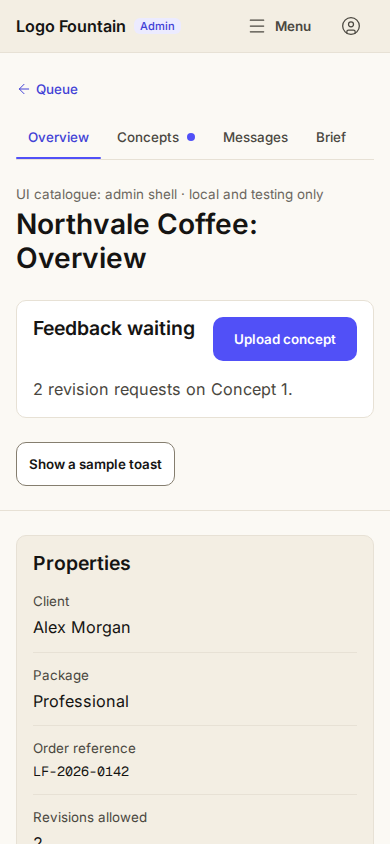 Logo Fountain Admin Menu
Queue
Overview Concepts Messages Brief
UI catalogue: admin shell · local and testing only
Northvale Coffee:
Overview
Feedback waiting Upload concept
2 revision requests on Concept 1.
Show a sample toast
Properties
Client
Alex Morgan
Package
Professional
Order reference
LF-2026-0142
Revisions allowed
2